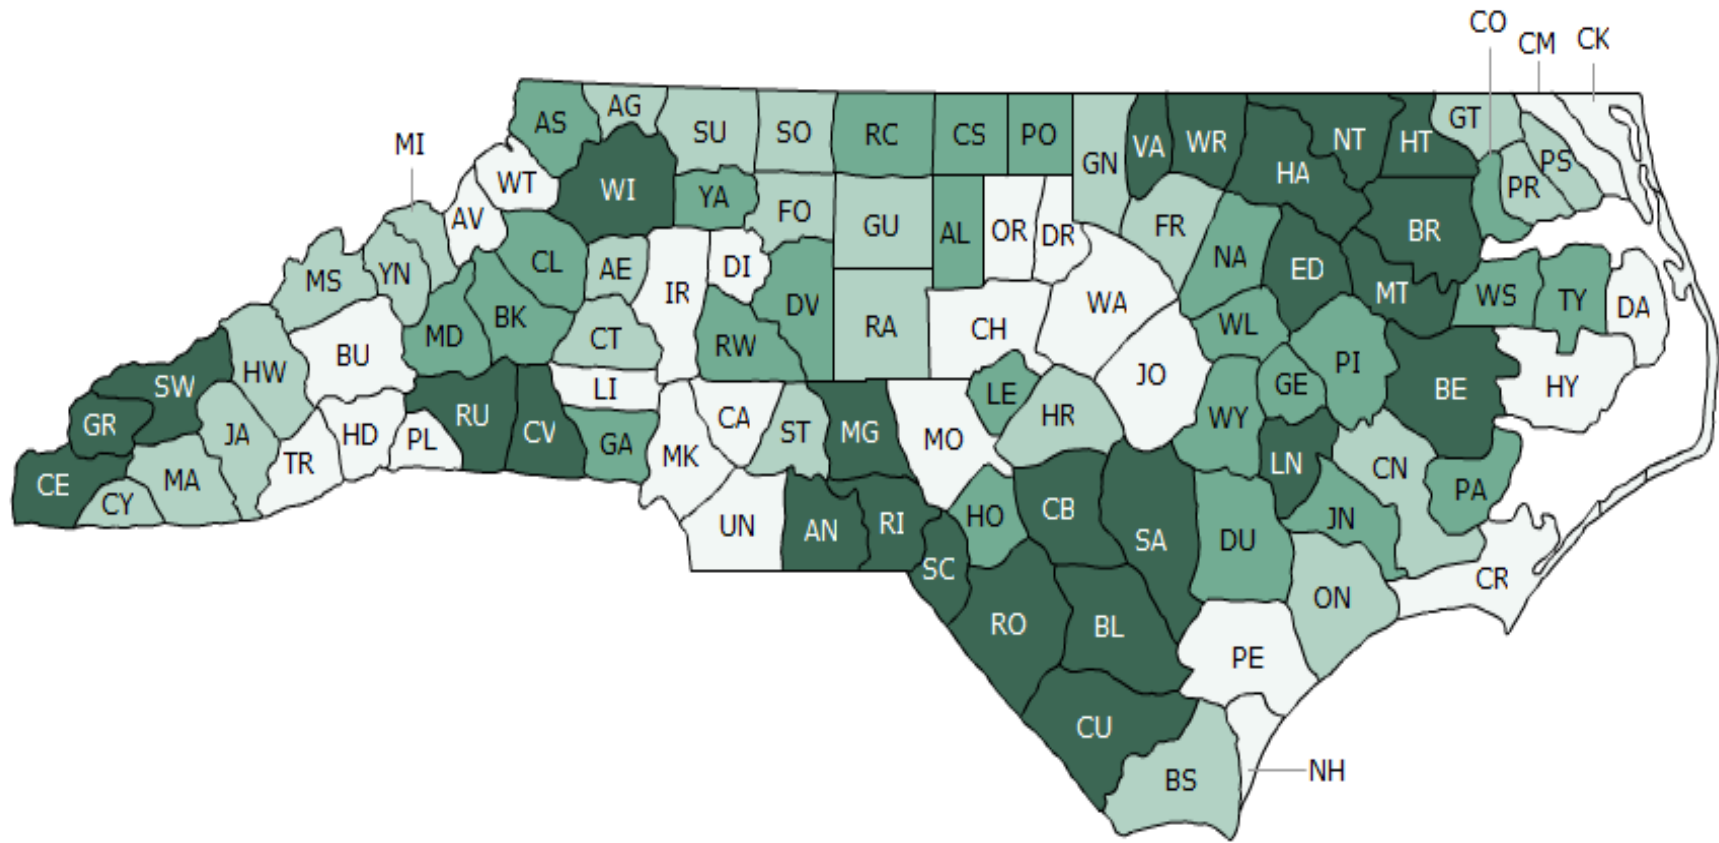 CO
CM
CK
AS
AG
SU
SO
RC
CS
PO
GN
VA
WR
HA
NT
HT
GT
PS
PR
MI
WT
WI
YA
FO
GU
AL
OR
DR
FR
NA
ED
BR
MS
YN
AV
CL
AE
IR
DI
DV
RA
CH
WA
WL
MT
WS
TY
DA
BU
MD
BK
CT
RW
LE
JO
PI
GE
BE
HY
SW
HW
LI
CA
ST
MG
MO
HR
WY
GR
JA
TR
HD
PL
RU
CV
GA
MK
LN
CN
PA
CE
CY
MA
UN
AN
RI
HO
CB
SA
DU
JN
SC
RO
BL
ON
CR
PE
CU
BS
NH